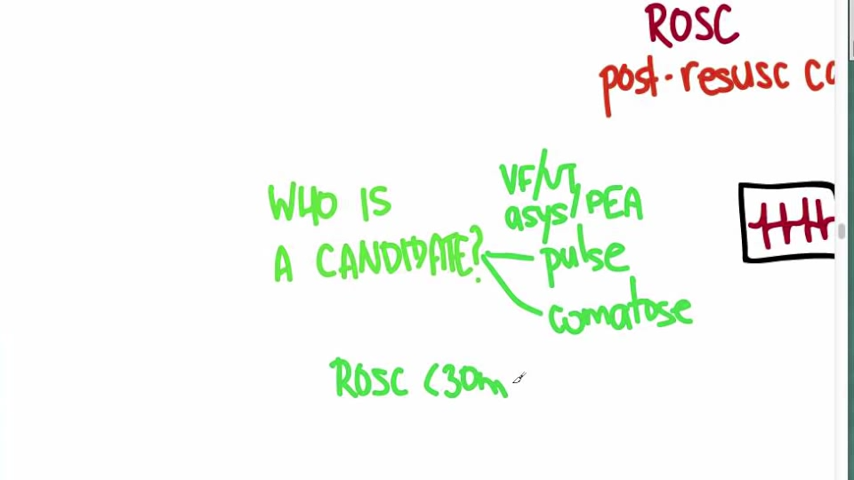 ROSC
post-resusc Ca
WHO IS
A CANDIDATE?
VF/VT/
asys/PEA
pulse
comatose
ROSC <30m